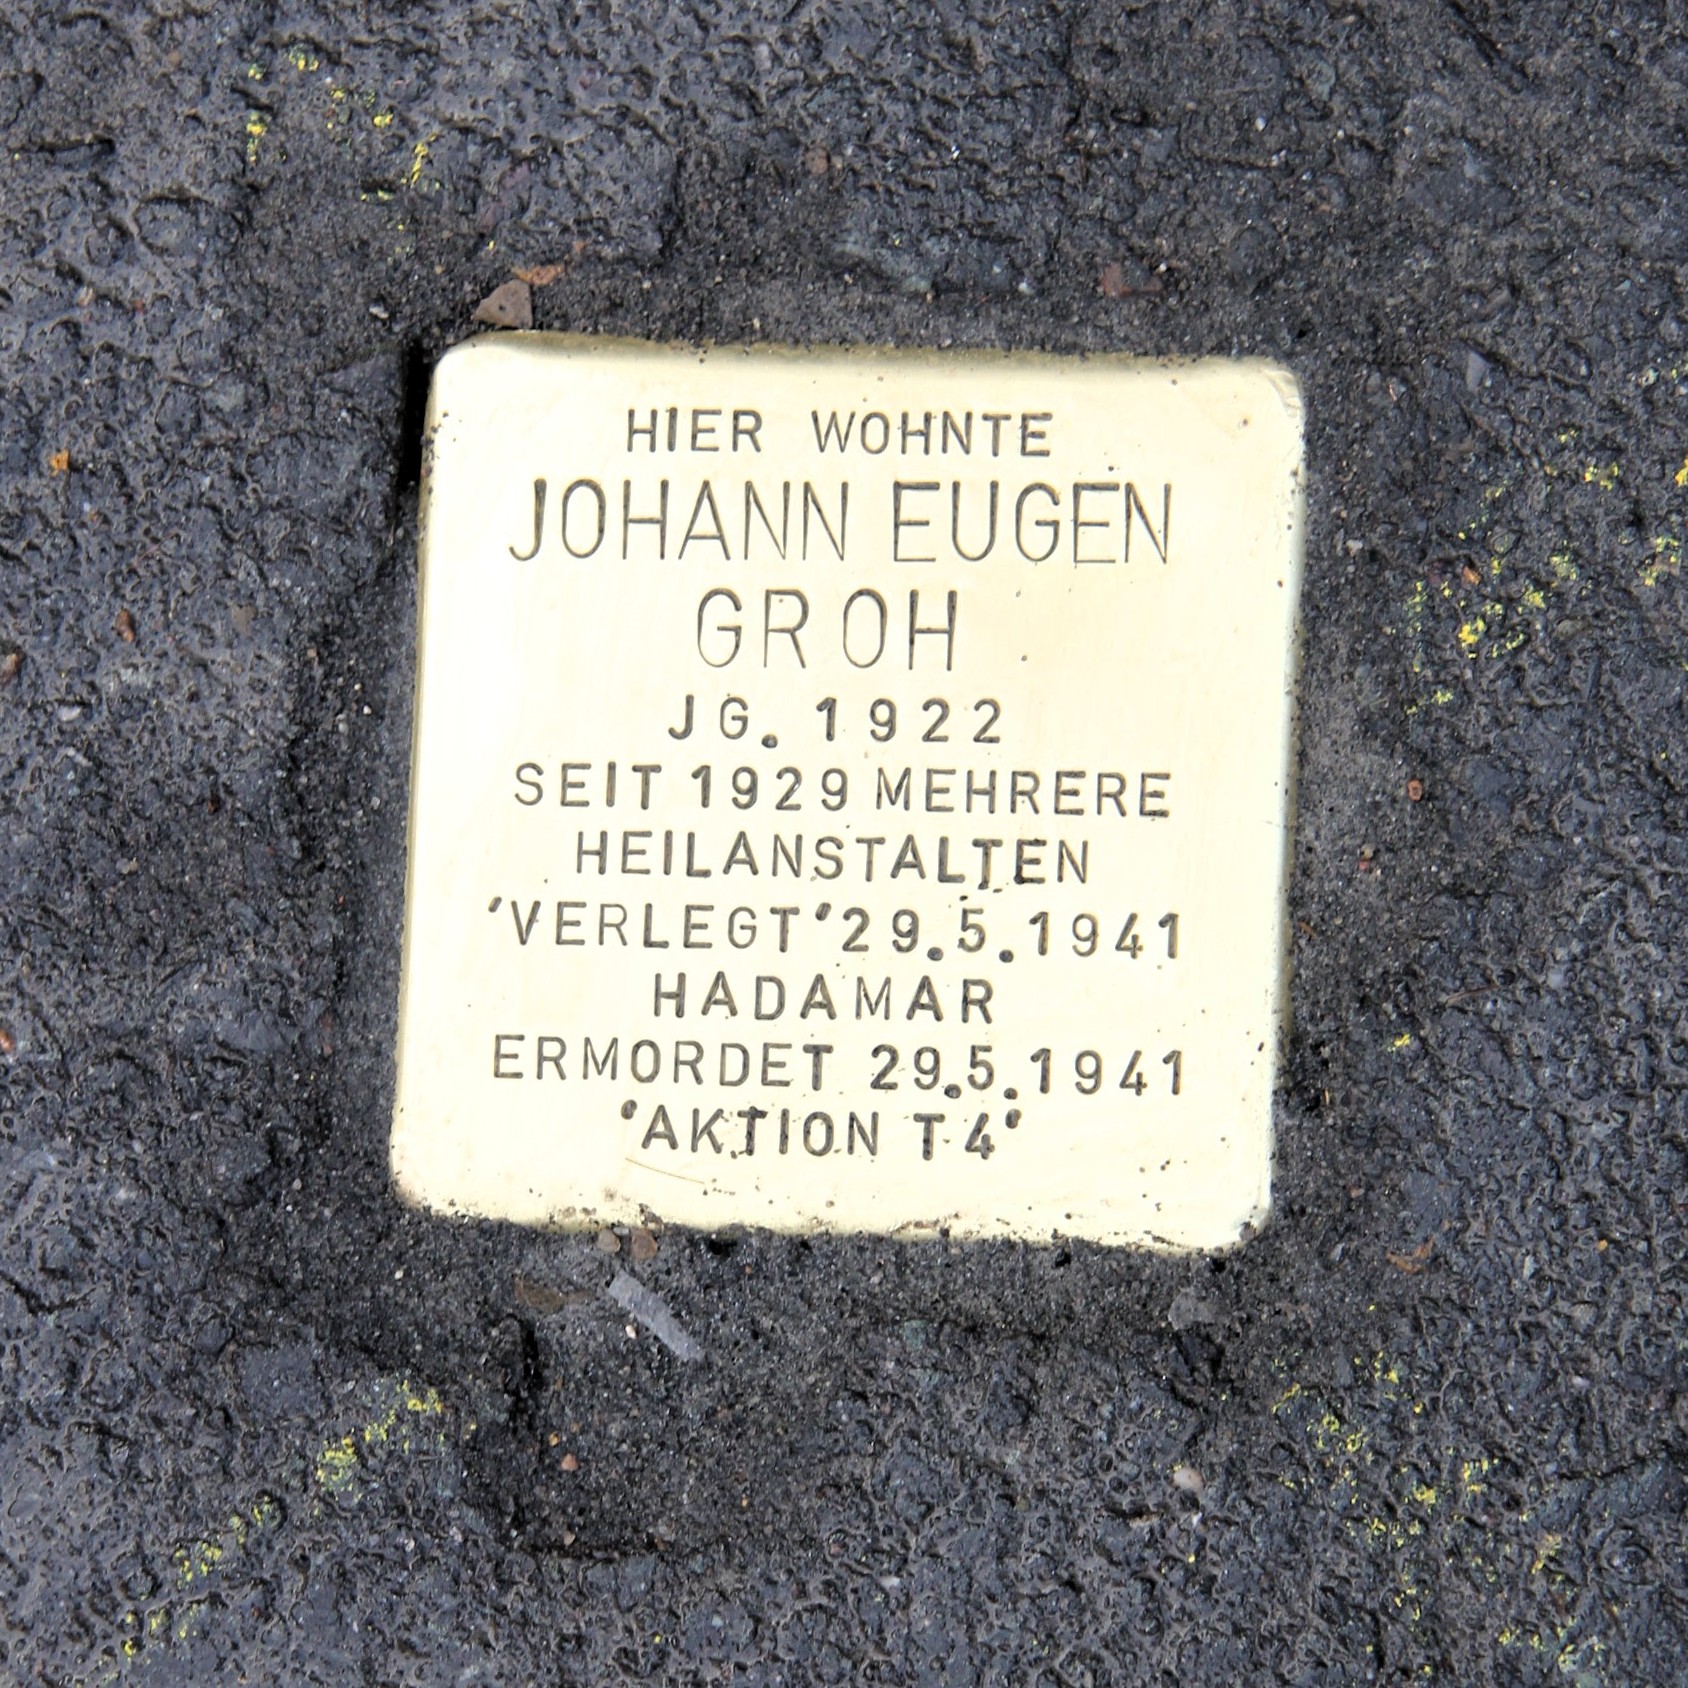 HIER WOHNTE
JOHANN EUGEN
GROH
JG. 1922
SEIT 1929 MEHRERE
HEILANSTALTEN
'VERLEGT' 29.5.1941
HADAMAR
ERMORDET 29.5.1941
'AKTION T4'